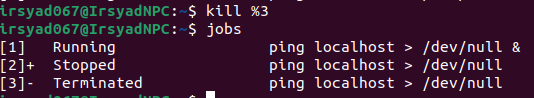 irsyad067@IrsyadNPC:~$ kill %3
irsyad067@IrsyadNPC:~$ jobs
[1]   Running                 ping localhost > /dev/null &
[2]+  Stopped                 ping localhost > /dev/null
[3]-  Terminated              ping localhost > /dev/null